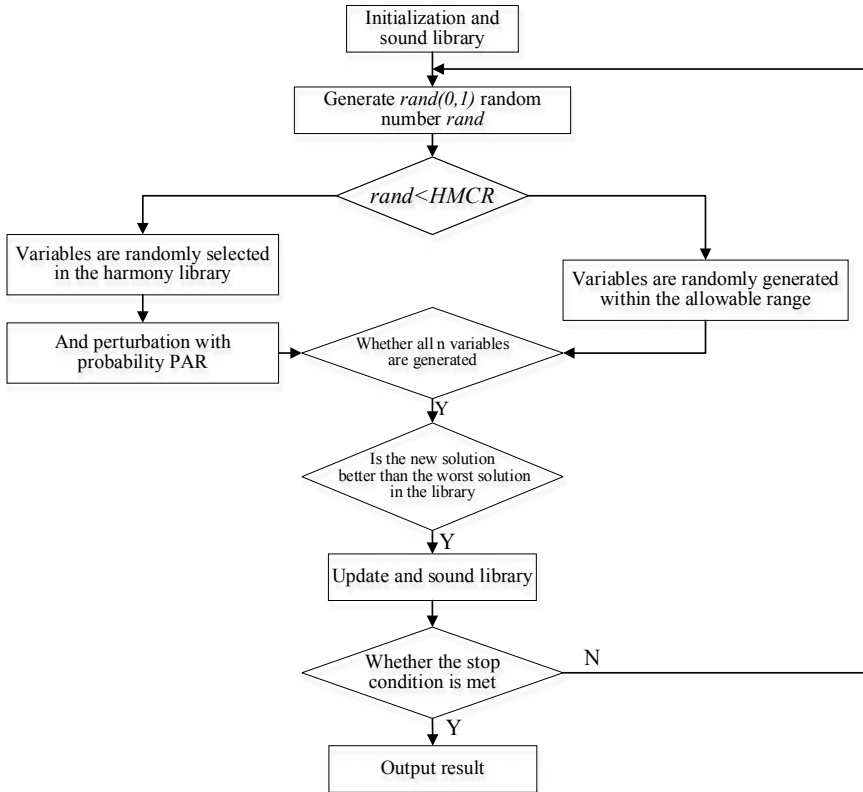 Initialization and
sound library
Generate rand(0,1) random
number rand
rand<HMCR
Variables are randomly selected
in the harmony library
Variables are randomly generated
within the allowable range
And perturbation with
probability PAR
Whether all n variables
are generated
Y
Is the new solution
better than the worst solution
in the library
Y
Update and sound library
Whether the stop
condition is met
N
Y
Output result